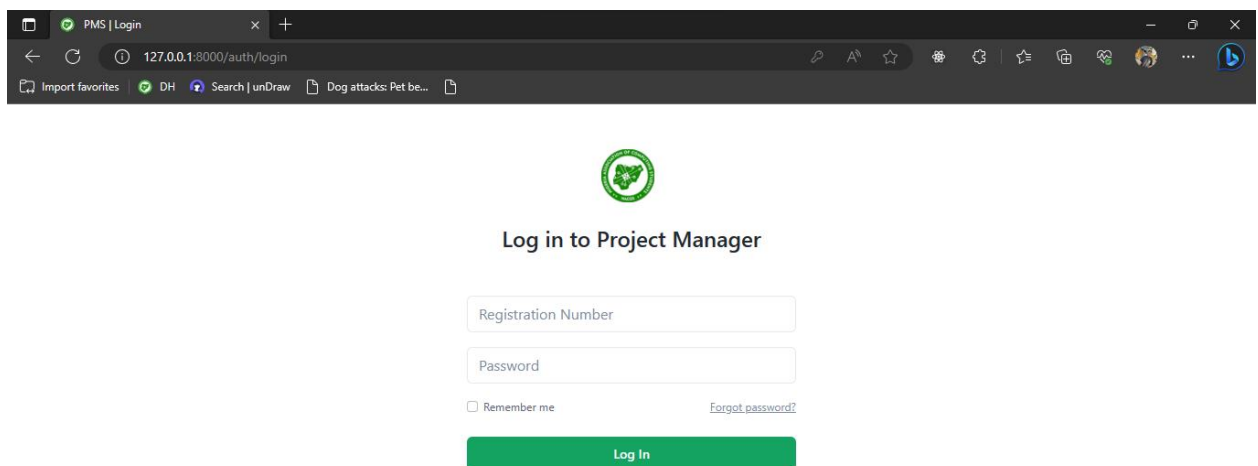 PMS | Login
127.0.0.1:8000/auth/login
Import favorites DH Search | unDraw Dog attacks: Pet be...
Log in to Project Manager
Registration Number
Password
Remember me Forgot password?
Log In